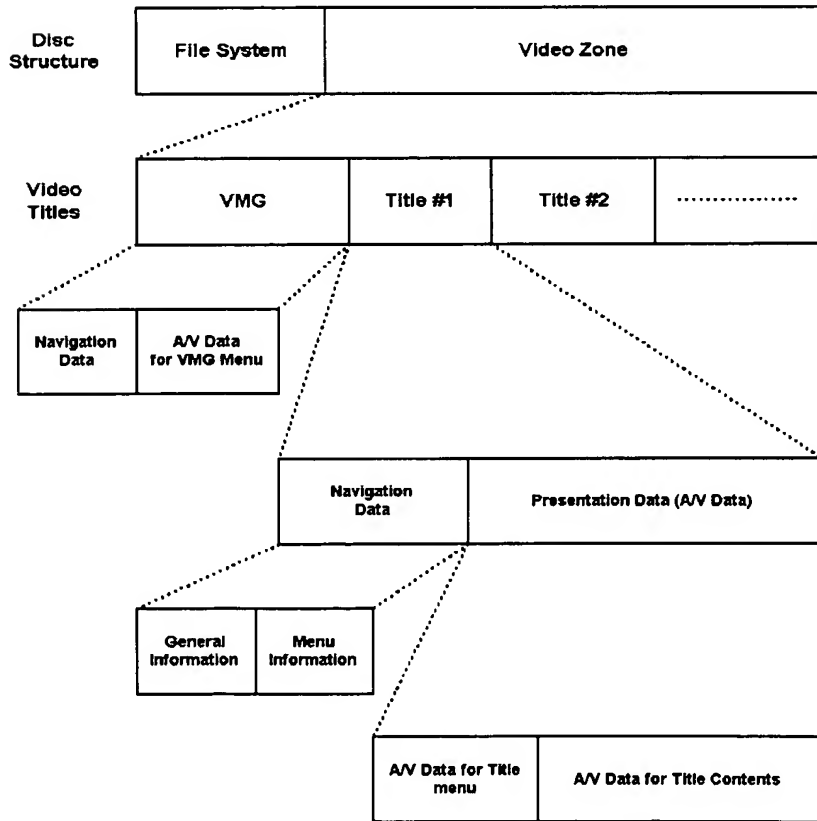 Disc
Structure
File System
Video Zone
Video
Titles
VMG
Title #1
Title #2
Navigation
Data
A/V Data
for VMG Menu
Navigation
Data
Presentation Data (A/V Data)
General
Information
Menu
Information
A/V Data for Title
menu
A/V Data for Title Contents